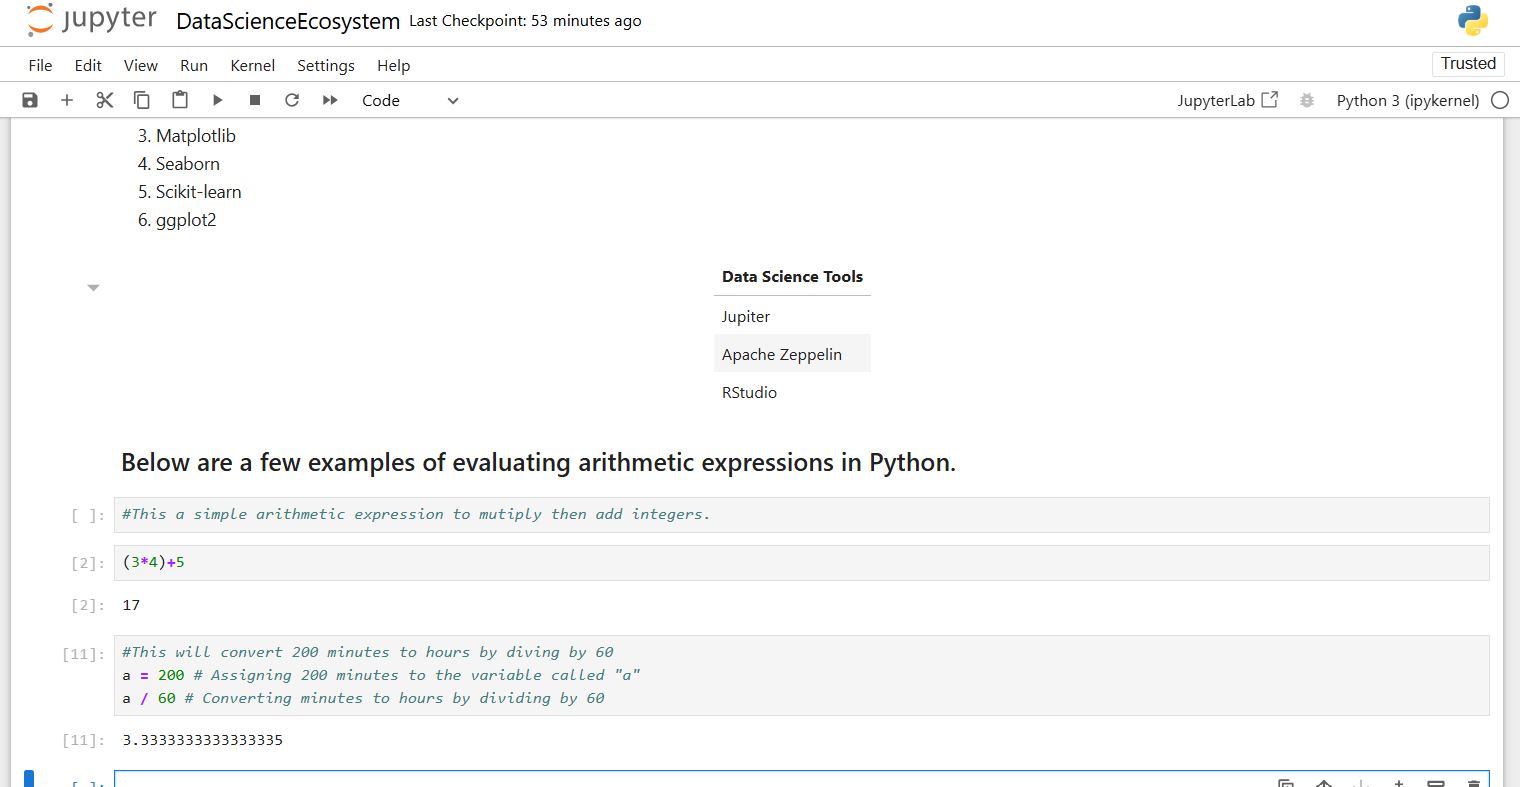 jupyter DataScienceEcosystem Last Checkpoint: 53 minutes ago
File Edit View Run Kernel Settings Help Trusted
Code JupyterLab Python 3 (ipykernel)
3. Matplotlib
4. Seaborn
5. Scikit-learn
6. ggplot2
Data Science Tools
Jupiter
Apache Zeppelin
RStudio
Below are a few examples of evaluating arithmetic expressions in Python.
[ ]: #This a simple arithmetic expression to mutiply then add integers.
[2]: (3*4)+5
[2]: 17
[11]: #This will convert 200 minutes to hours by diving by 60
a = 200 # Assigning 200 minutes to the variable called "a"
a / 60 # Converting minutes to hours by dividing by 60
[11]: 3.3333333333333335
[ ]: